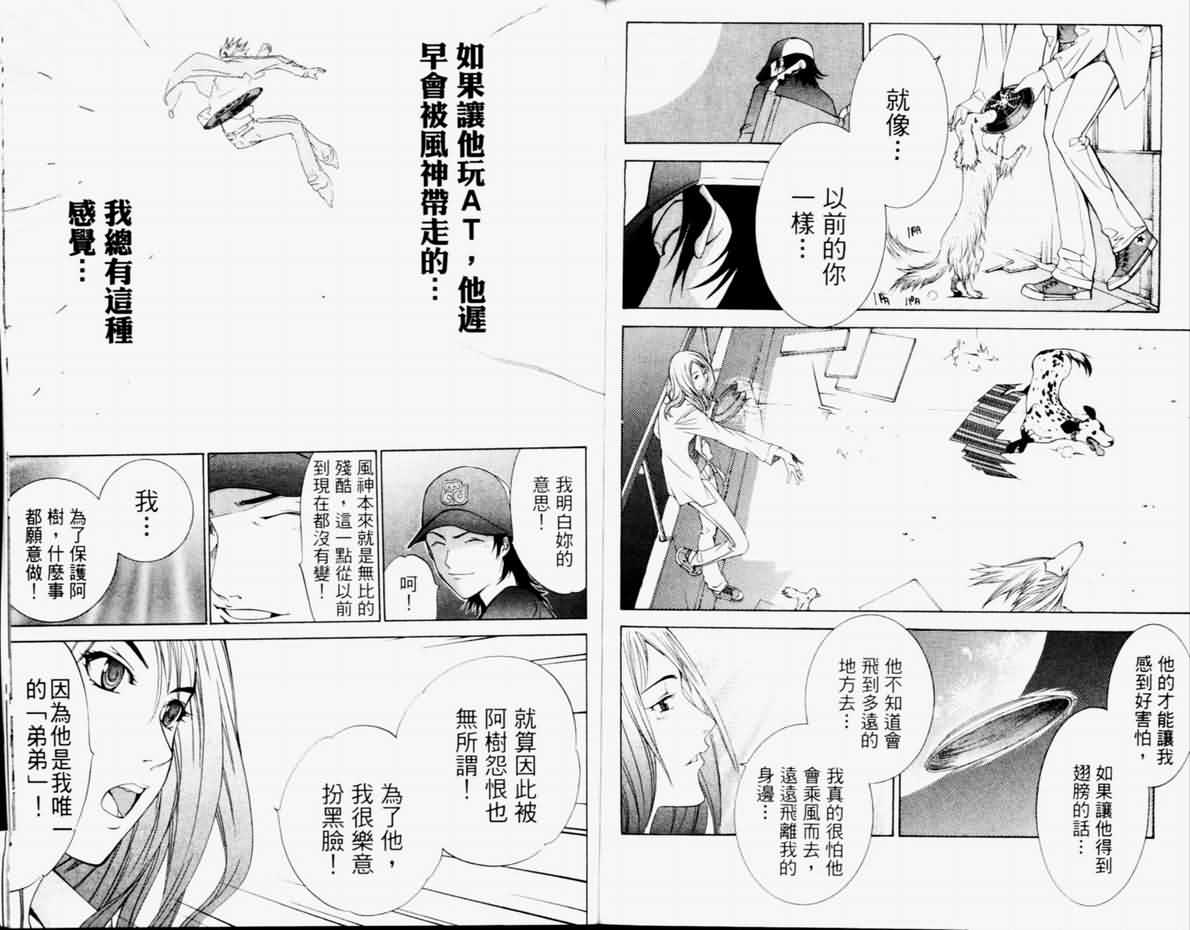 就像…
以前的你
一樣…
他的才能讓我
感到好害怕，
如果讓他得到
翅膀的話…
他不知道會
飛到多遠的
地方去…
我真的很怕他
會乘風而去，
遠遠飛離我的
身邊…
如果讓他玩AT，他遲
早會被風神帶走的…
我總有這種
感覺…
我明白妳的
意思！
呵！
風神本來就是無比的
殘酷，這一點從以前
到現在都沒有變！
我…
為了保護阿
樹，什麼事
都願意做！
就算因此被
阿樹怨恨也
無所謂！
為了他，
我很樂意
扮黑臉！
因為他是我唯一
的「弟弟」！